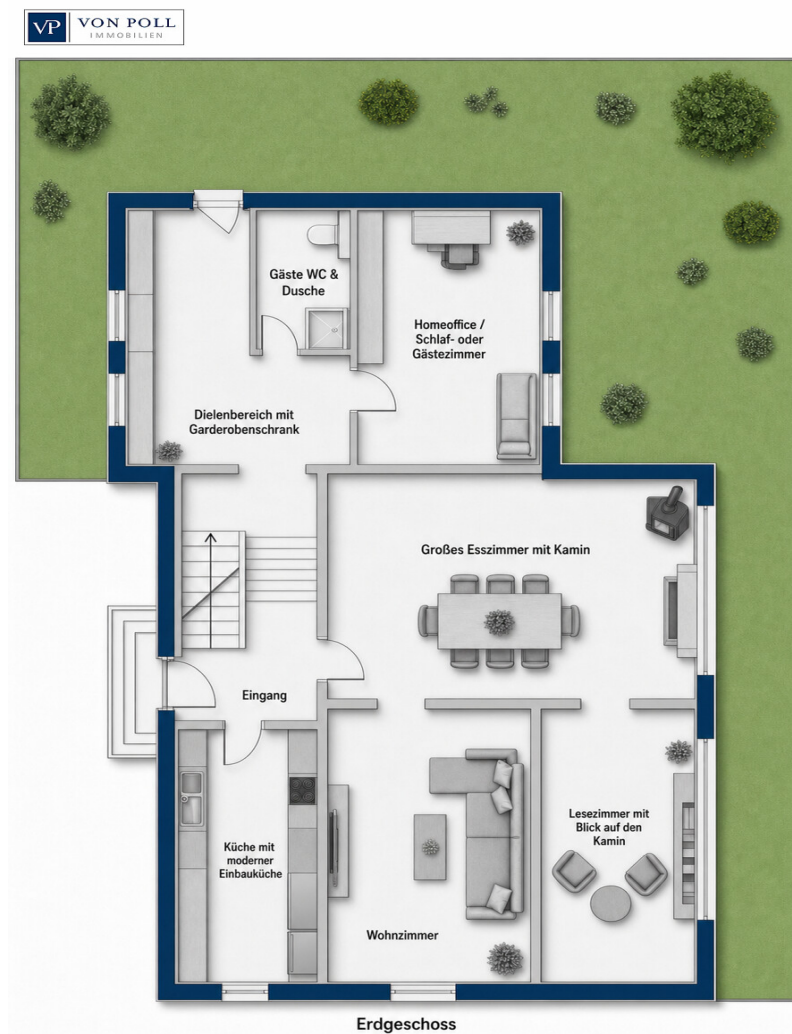 VP VON POLL
IMMOBILIEN
Gäste WC &
Dusche
Homeoffice /
Schlaf- oder
Gästezimmer
Dielenbereich mit
Garderobenschrank
Großes Esszimmer mit Kamin
Eingang
Küche mit
moderner
Einbauküche
Wohnzimmer
Lesezimmer mit
Blick auf den
Kamin
Erdgeschoss